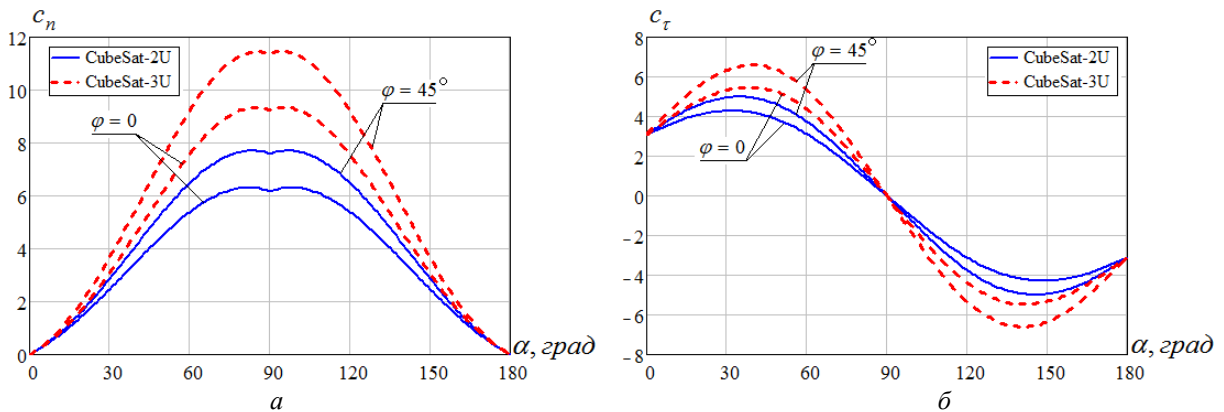 c_n
12
10
8
6
4
2
0
CubeSat-2U
CubeSat-3U
φ = 45°
φ = 0
0 30 60 90 120 150 180
α, град
а
c_τ
8
6
4
2
0
−2
−4
−6
−8
CubeSat-2U
CubeSat-3U
φ = 45°
φ = 0
0 30 60 90 120 150 180
α, град
б